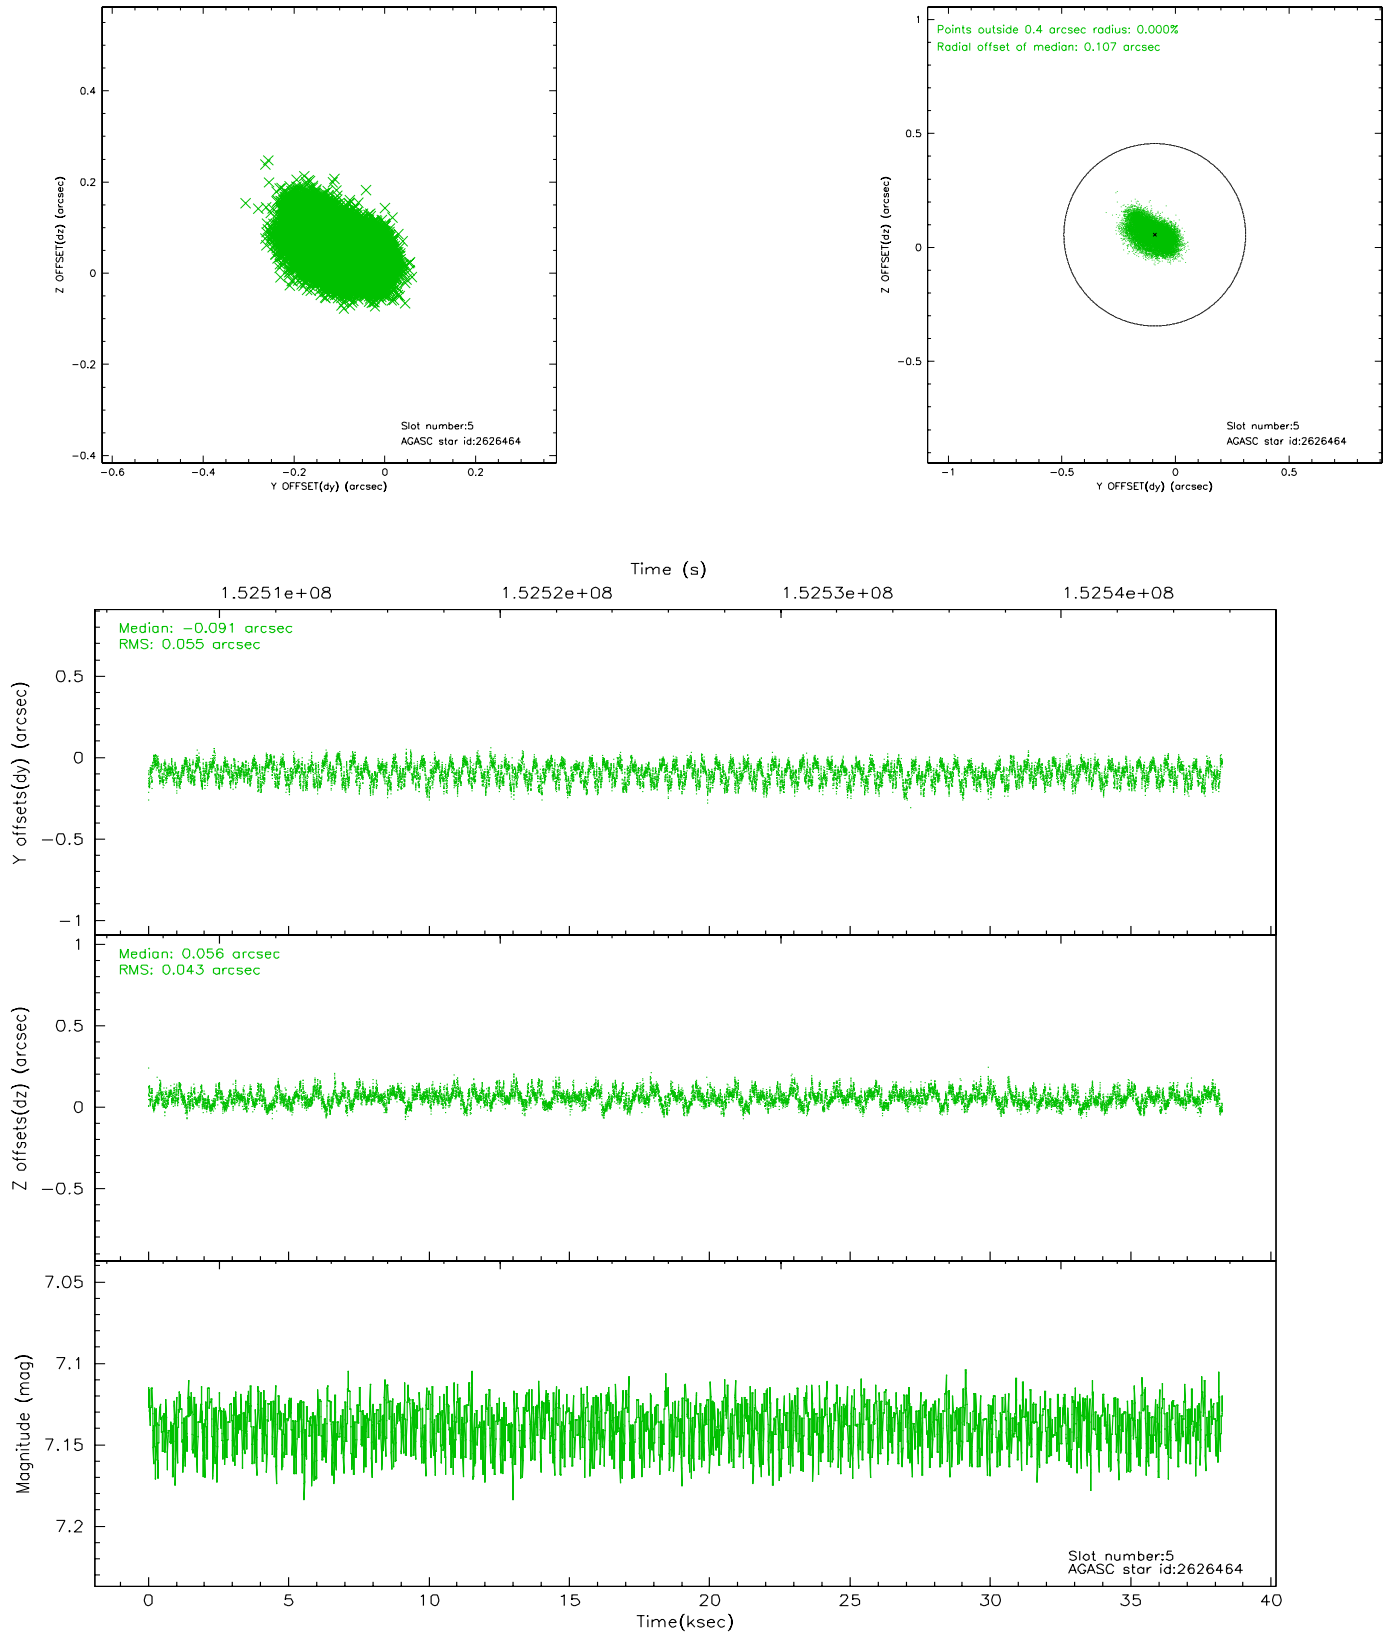 0.4
0.2
0
−0.2
−0.4
Z OFFSET(dz) (arcsec)
−0.6 −0.4 −0.2 0 0.2
Y OFFSET(dy) (arcsec)
Slot number:5
AGASC star id:2626464
Points outside 0.4 arcsec radius: 0.000%
Radial offset of median: 0.107 arcsec
1
0.5
0
−0.5
Z OFFSET(dz) (arcsec)
−1 −0.5 0 0.5
Y OFFSET(dy) (arcsec)
Slot number:5
AGASC star id:2626464
Time (s)
1.5251e+08 1.5252e+08 1.5253e+08 1.5254e+08
Median: −0.091 arcsec
RMS: 0.055 arcsec
0.5
0
−0.5
−1
Y offsets(dy) (arcsec)
Median: 0.056 arcsec
RMS: 0.043 arcsec
1
0.5
0
−0.5
Z offsets(dz) (arcsec)
7.05
7.1
7.15
7.2
Magnitude (mag)
Slot number:5
AGASC star id:2626464
0 5 10 15 20 25 30 35 40
Time(ksec)